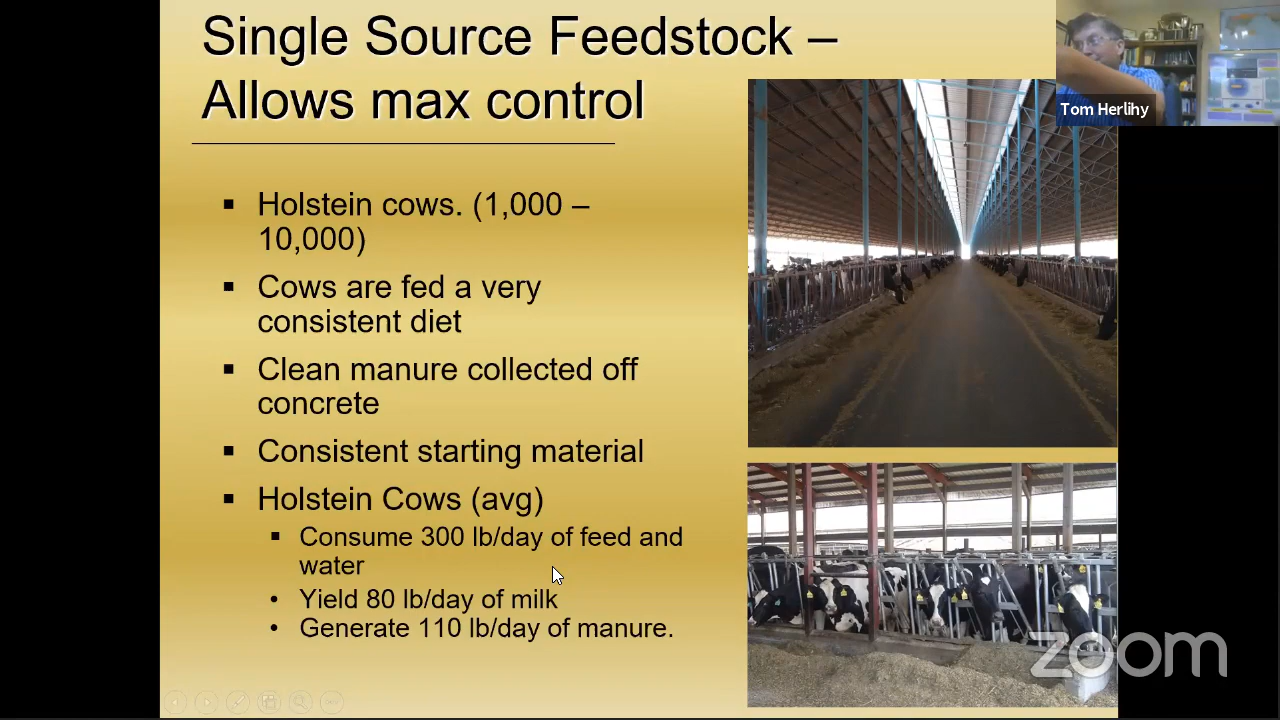 Single Source Feedstock –
Allows max control
Tom Herlihy
▪ Holstein cows. (1,000 –
10,000)
▪ Cows are fed a very
consistent diet
▪ Clean manure collected off
concrete
▪ Consistent starting material
▪ Holstein Cows (avg)
▪ Consume 300 lb/day of feed and
water
• Yield 80 lb/day of milk
• Generate 110 lb/day of manure.
zoom